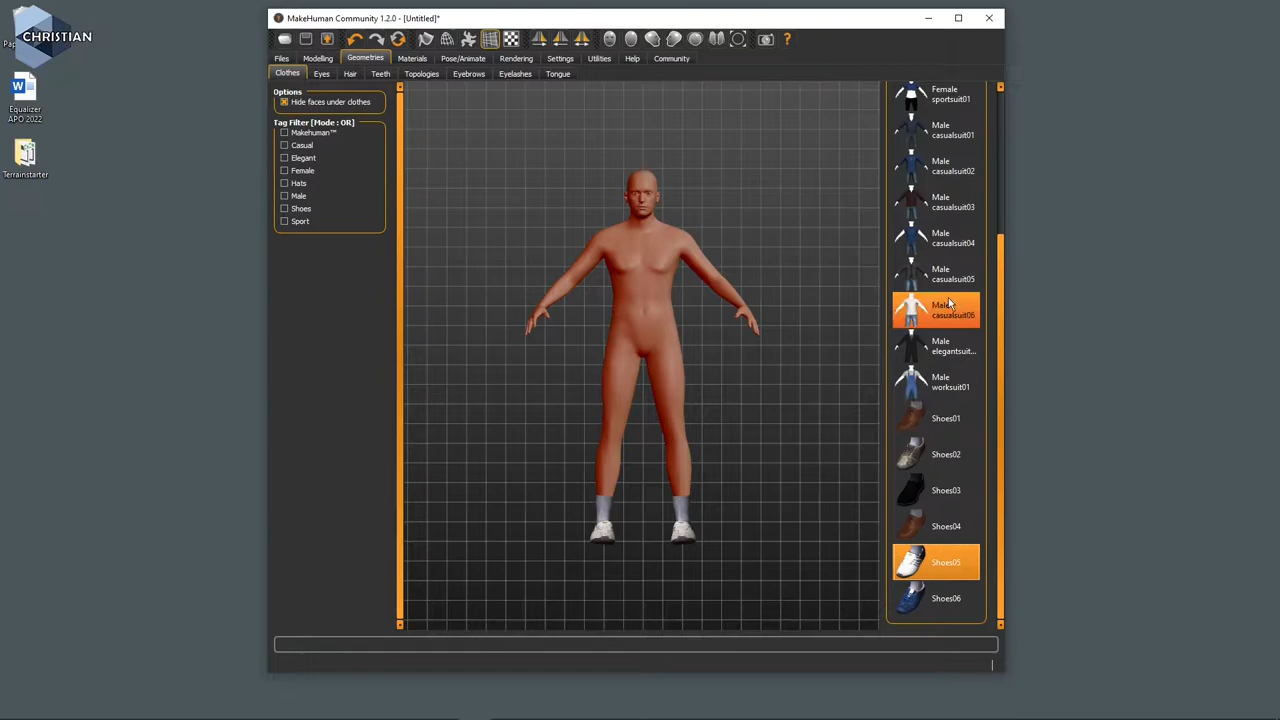 CHRISTIAN
Pap
Equalizer
APO 2022
Terrainstarter
MakeHuman Community 1.2.0 - [Untitled]*
Files Modelling Geometries Materials Pose/Animate Rendering Settings Utilities Help Community
Clothes Eyes Hair Teeth Topologies Eyebrows Eyelashes Tongue
Options
Hide faces under clothes
Tag Filter [Mode : OR]
Makehuman™
Casual
Elegant
Female
Hats
Male
Shoes
Sport
Female
sportsuit01
Male
casualsuit01
Male
casualsuit02
Male
casualsuit03
Male
casualsuit04
Male
casualsuit05
Male
casualsuit06
Male
elegantsuit...
Male
worksuit01
Shoes01
Shoes02
Shoes03
Shoes04
Shoes05
Shoes06